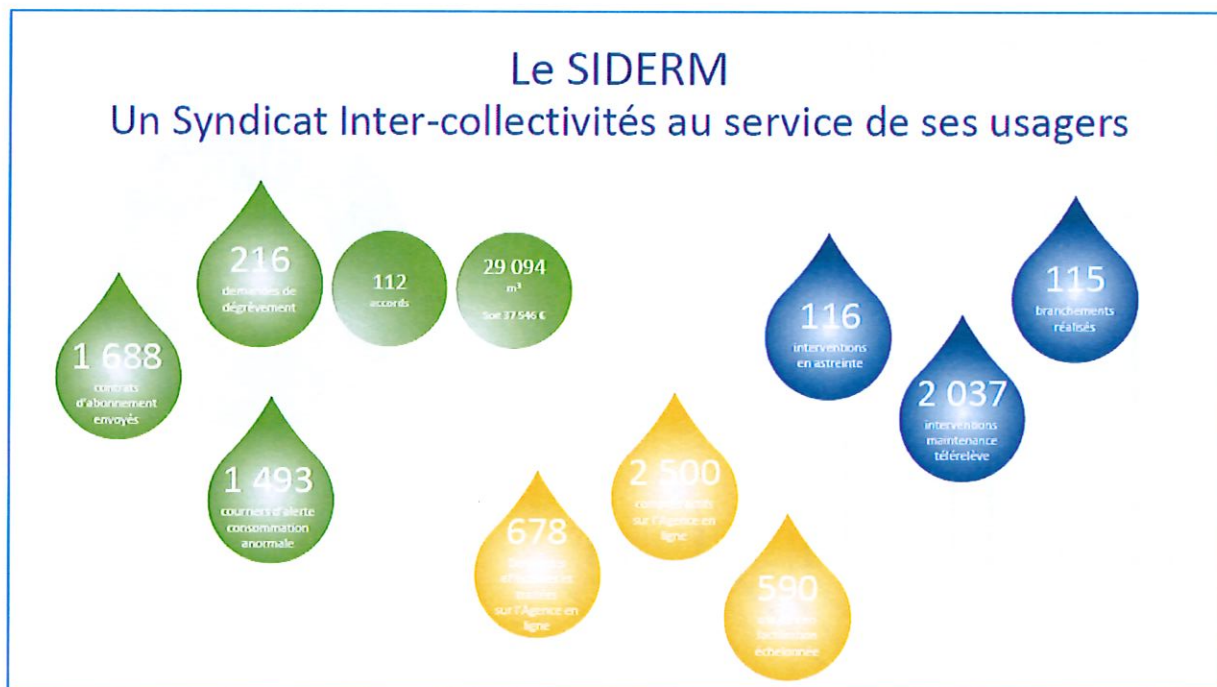 Le SIDERM
Un Syndicat Inter-collectivités au service de ses usagers
216
demandes de
dégrèvement
112
accords
29 094
m³
Soit 37 546 €
1 688
contrats
d'abonnement
envoyés
1 493
courriers d'alerte
consommation
anormale
116
interventions
en astreinte
115
branchements
réalisés
2 037
interventions
maintenance
télérelève
2 500
sur l'Agence en
ligne
678
sur l'Agence en
ligne
590
échelonnée